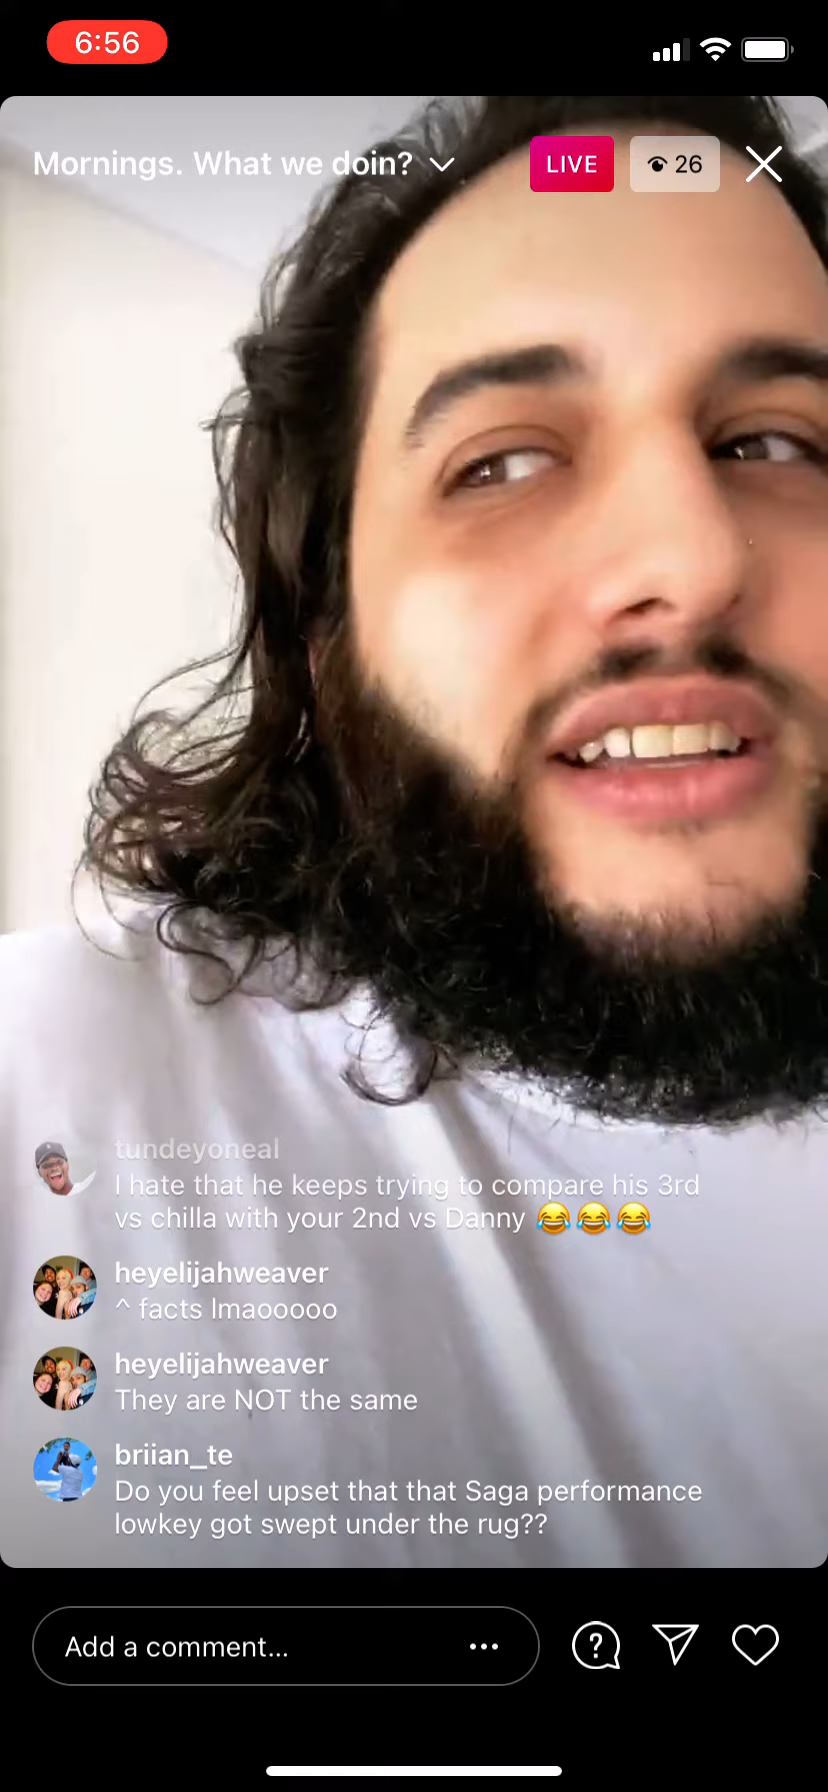 6:56
Mornings. What we doin?
LIVE
26
tundeyoneal
I hate that he keeps trying to compare his 3rd
vs chilla with your 2nd vs Danny 😂😂😂
heyelijahweaver
^ facts lmaooooo
heyelijahweaver
They are NOT the same
briian_te
Do you feel upset that that Saga performance
lowkey got swept under the rug??
Add a comment...